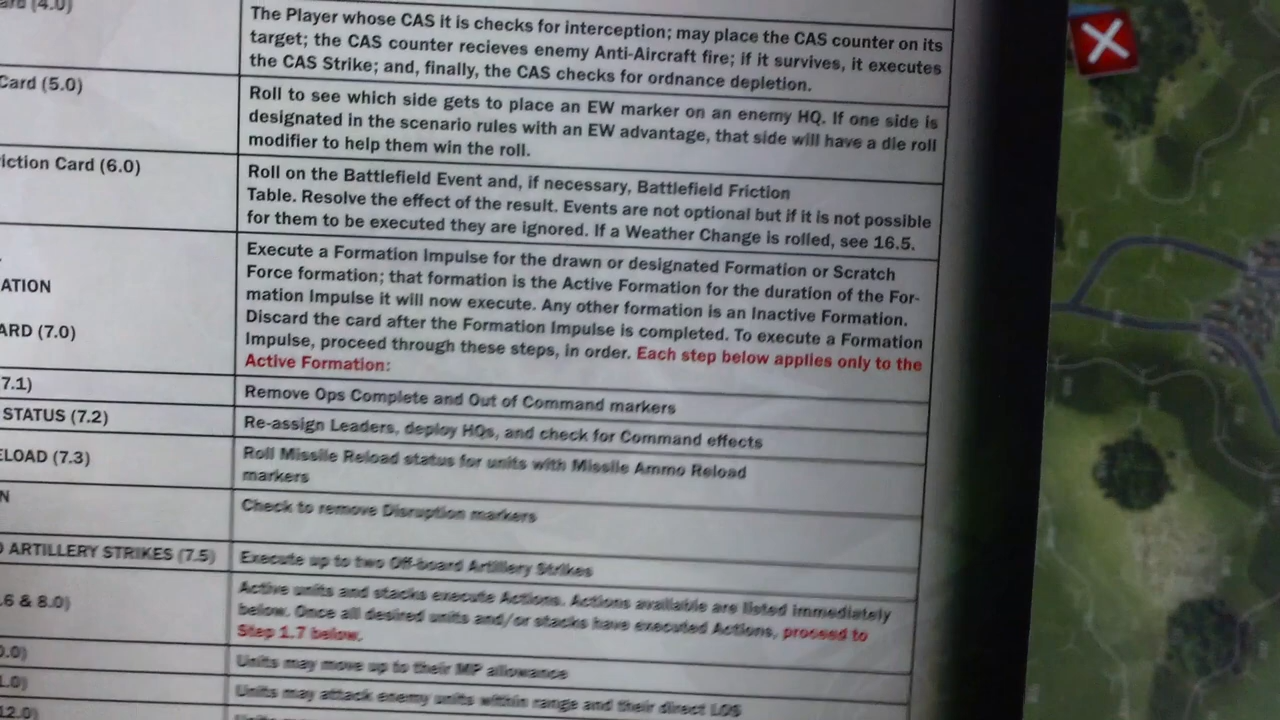 ard (4.0)
The Player whose CAS it is checks for interception; may place the CAS counter on its
target; the CAS counter recieves enemy Anti-Aircraft fire; if it survives, it executes
the CAS Strike; and, finally, the CAS checks for ordnance depletion.
Card (5.0)
Roll to see which side gets to place an EW marker on an enemy HQ. If one side is
designated in the scenario rules with an EW advantage, that side will have a die roll
modifier to help them win the roll.
iction Card (6.0)
Roll on the Battlefield Event and, if necessary, Battlefield Friction
Table. Resolve the effect of the result. Events are not optional but if it is not possible
for them to be executed they are ignored. If a Weather Change is rolled, see 16.5.
ATION
ARD (7.0)
Execute a Formation Impulse for the drawn or designated Formation or Scratch
Force formation; that formation is the Active Formation for the duration of the For-
mation Impulse it will now execute. Any other formation is an Inactive Formation.
Discard the card after the Formation Impulse is completed. To execute a Formation
Impulse, proceed through these steps, in order. Each step below applies only to the
Active Formation:
7.1)
Remove Ops Complete and Out of Command markers
STATUS (7.2)
Re-assign Leaders, deploy HQs, and check for Command effects
ELOAD (7.3)
Roll Missile Reload status for units with Missile Ammo Reload
markers
N
Check to remove Disruption markers
ARTILLERY STRIKES (7.5)
Execute up to two Off-board Artillery Strikes
.6 & 8.0)
Active units and stacks execute Actions. Actions available are listed immediately
below. Once all desired units and/or stacks have executed Actions, proceed to
Step 1.7 below.
0.0)
Units may move up to their MP allowance
1.0)
Units may attack enemy units within range and their direct LOS
12.0)